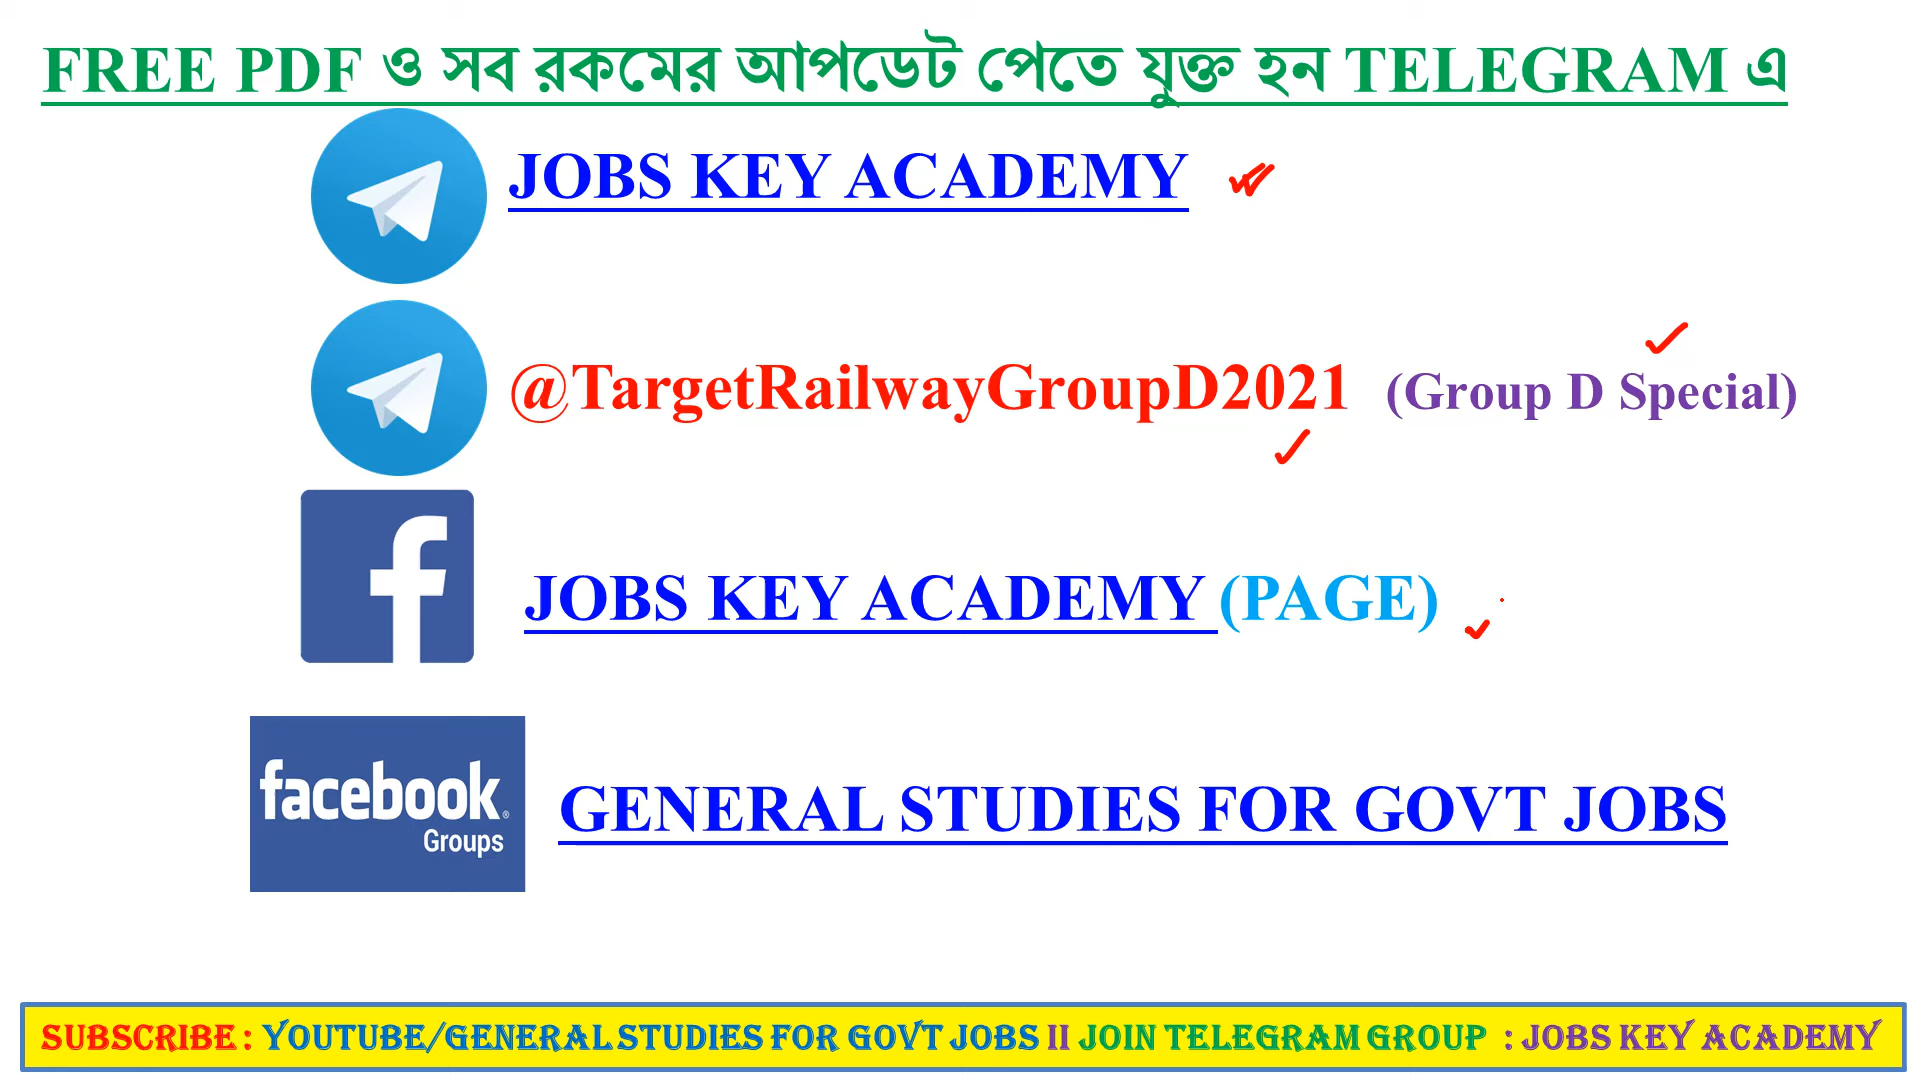 FREE PDF ও সব রকমের আপডেট পেতে যুক্ত হন TELEGRAM এ
JOBS KEY ACADEMY
@TargetRailwayGroupD2021 (Group D Special)
JOBS KEY ACADEMY (PAGE)
facebook®
Groups
GENERAL STUDIES FOR GOVT JOBS
SUBSCRIBE : YOUTUBE/GENERAL STUDIES FOR GOVT JOBS II JOIN TELEGRAM GROUP : JOBS KEY ACADEMY